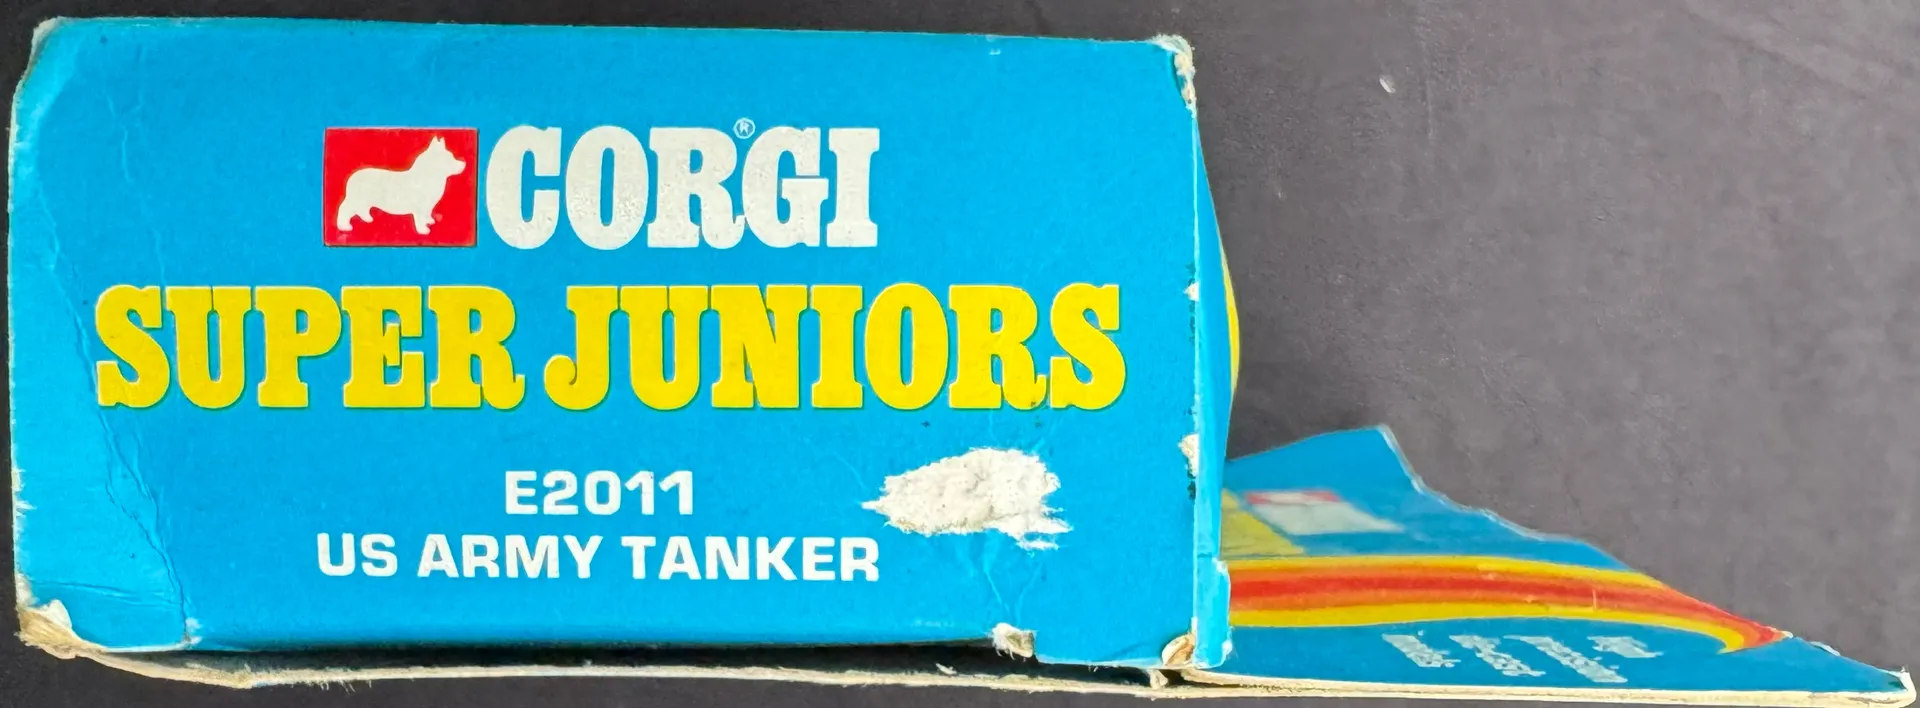 CORGI®
SUPER JUNIORS
E2011
US ARMY TANKER